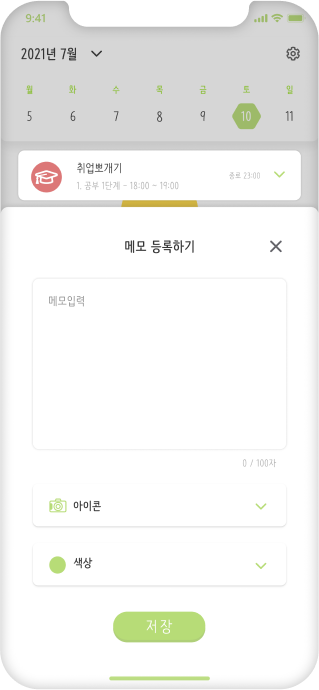 9:41
2021년 7월
월 화 수 목 금 토 일
5 6 7 8 9 10 11
취업뽀개기
1. 공부 1단계 - 18:00 ~ 19:00
종료 23:00
메모 등록하기
메모입력
0 / 100자
아이콘
색상
저장